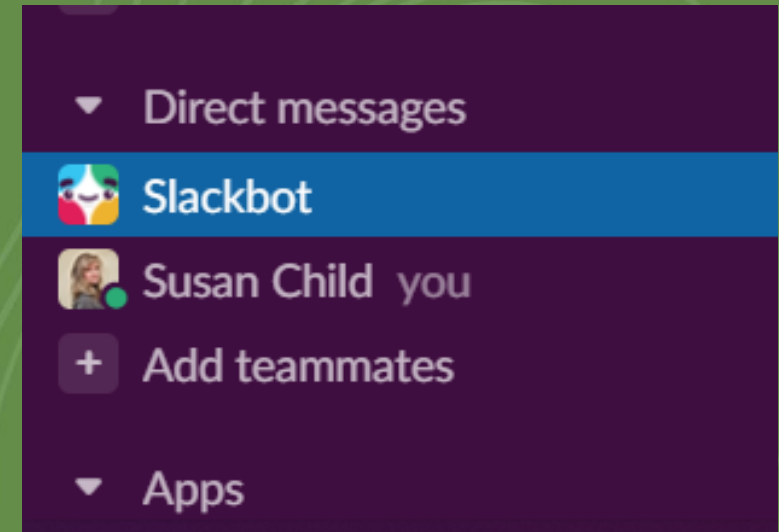 Direct messages
Slackbot
Susan Child you
+ Add teammates
Apps